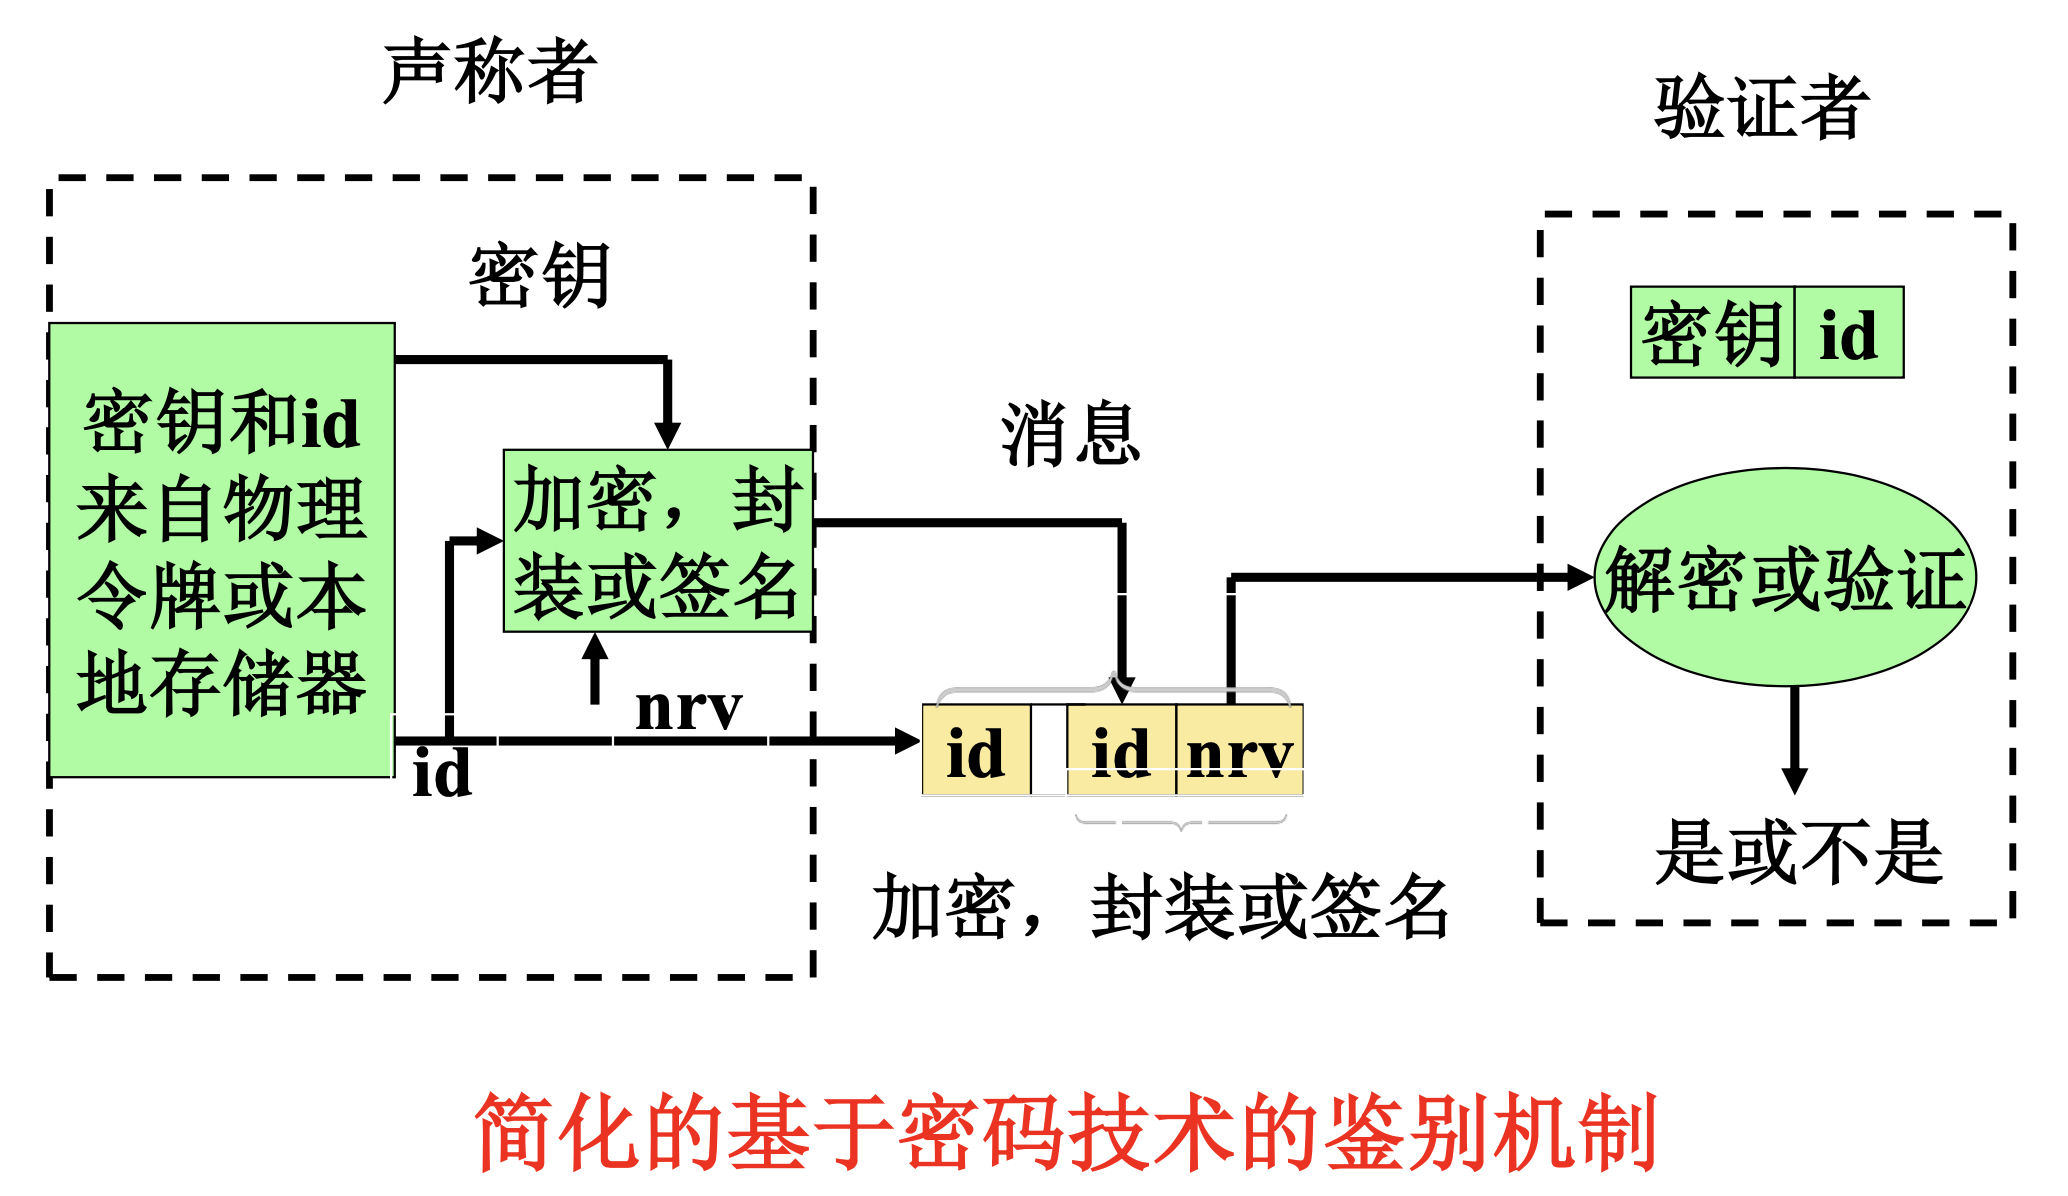 声称者
验证者
密钥
密钥 id
密钥和id
来自物理
令牌或本
地存储器
加密，封
装或签名
消息
解密或验证
nrv
id
id id nrv
是或不是
加密，封装或签名
简化的基于密码技术的鉴别机制